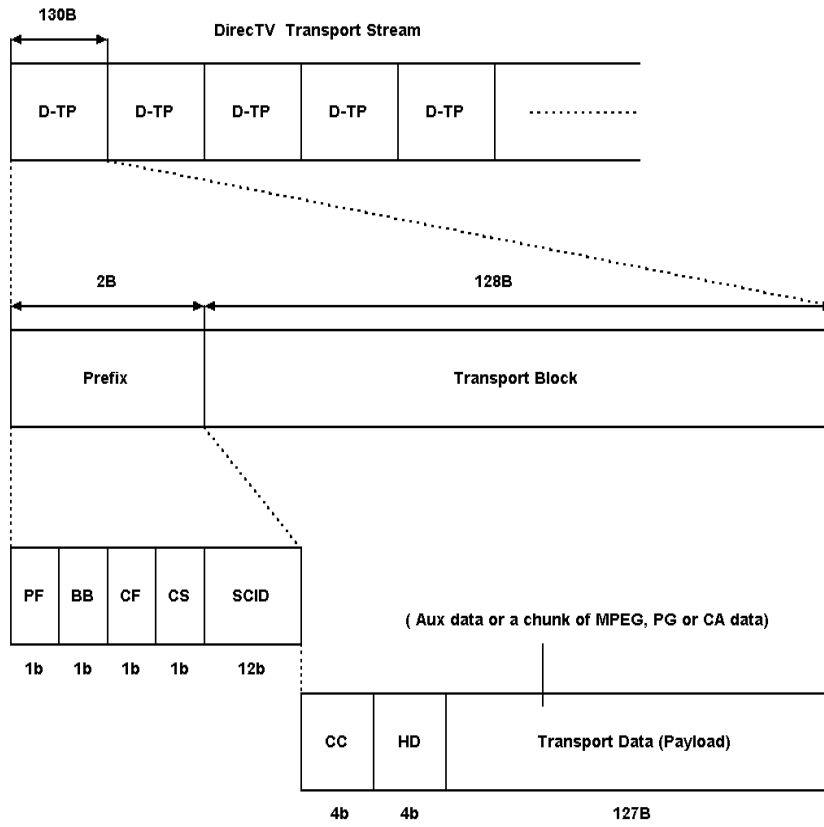 130B
DirecTV Transport Stream
D-TP D-TP D-TP D-TP D-TP
2B 128B
Prefix Transport Block
PF BB CF CS SCID
( Aux data or a chunk of MPEG, PG or CA data)
1b 1b 1b 1b 12b
CC HD Transport Data (Payload)
4b 4b 127B